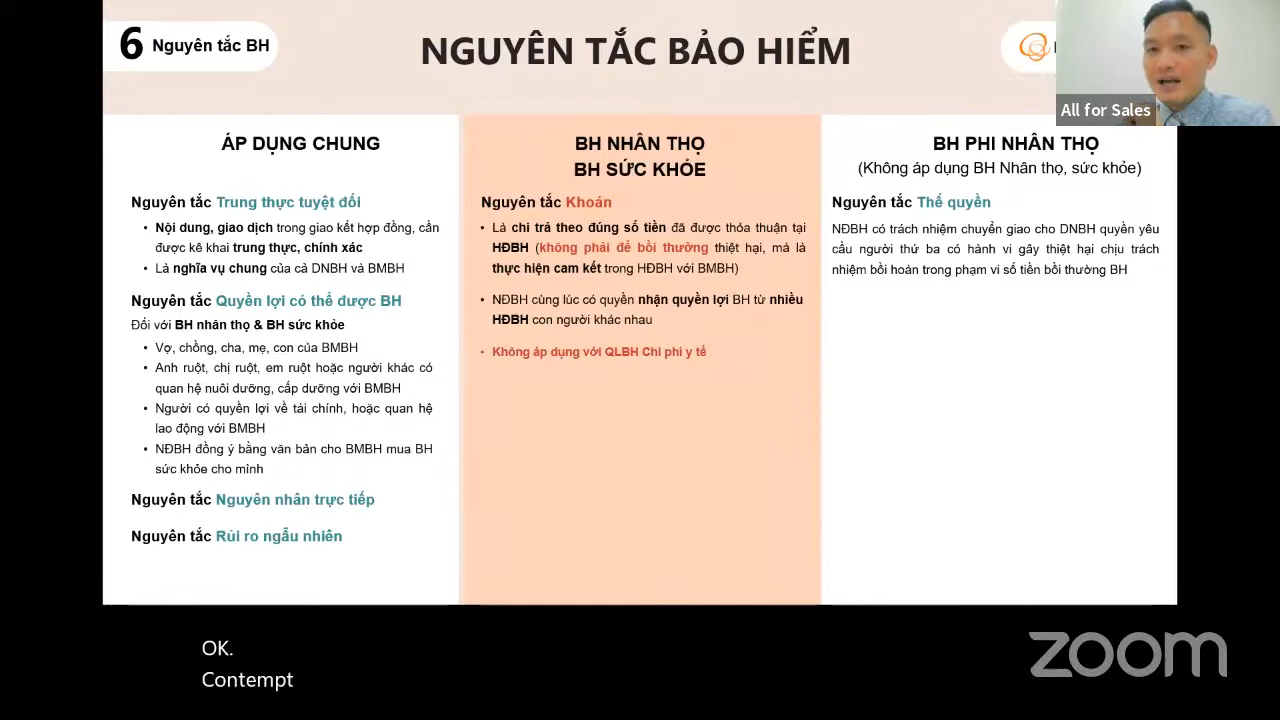 6 Nguyên tắc BH
NGUYÊN TẮC BẢO HIỂM
All for Sales
ÁP DỤNG CHUNG
Nguyên tắc Trung thực tuyệt đối
• Nội dung, giao dịch trong giao kết hợp đồng, cần
được kê khai trung thực, chính xác
• Là nghĩa vụ chung của cả DNBH và BMBH
Nguyên tắc Quyền lợi có thể được BH
Đối với BH nhân thọ & BH sức khỏe
• Vợ, chồng, cha, mẹ, con của BMBH
• Anh ruột, chị ruột, em ruột hoặc người khác có
quan hệ nuôi dưỡng, cấp dưỡng với BMBH
• Người có quyền lợi về tài chính, hoặc quan hệ
lao động với BMBH
• NĐBH đồng ý bằng văn bản cho BMBH mua BH
sức khỏe cho mình
Nguyên tắc Nguyên nhân trực tiếp
Nguyên tắc Rủi ro ngẫu nhiên
BH NHÂN THỌ
BH SỨC KHỎE
Nguyên tắc Khoán
• Là chi trả theo đúng số tiền đã được thỏa thuận tại
HĐBH (không phải để bồi thường thiệt hại, mà là
thực hiện cam kết trong HĐBH với BMBH)
• NĐBH cùng lúc có quyền nhận quyền lợi BH từ nhiều
HĐBH con người khác nhau
• Không áp dụng với QLBH Chi phí y tế
BH PHI NHÂN THỌ
(Không áp dụng BH Nhân thọ, sức khỏe)
Nguyên tắc Thế quyền
NĐBH có trách nhiệm chuyển giao cho DNBH quyền yêu
cầu người thứ ba có hành vi gây thiệt hại chịu trách
nhiệm bồi hoàn trong phạm vi số tiền bồi thường BH
OK.
Contempt
zoom